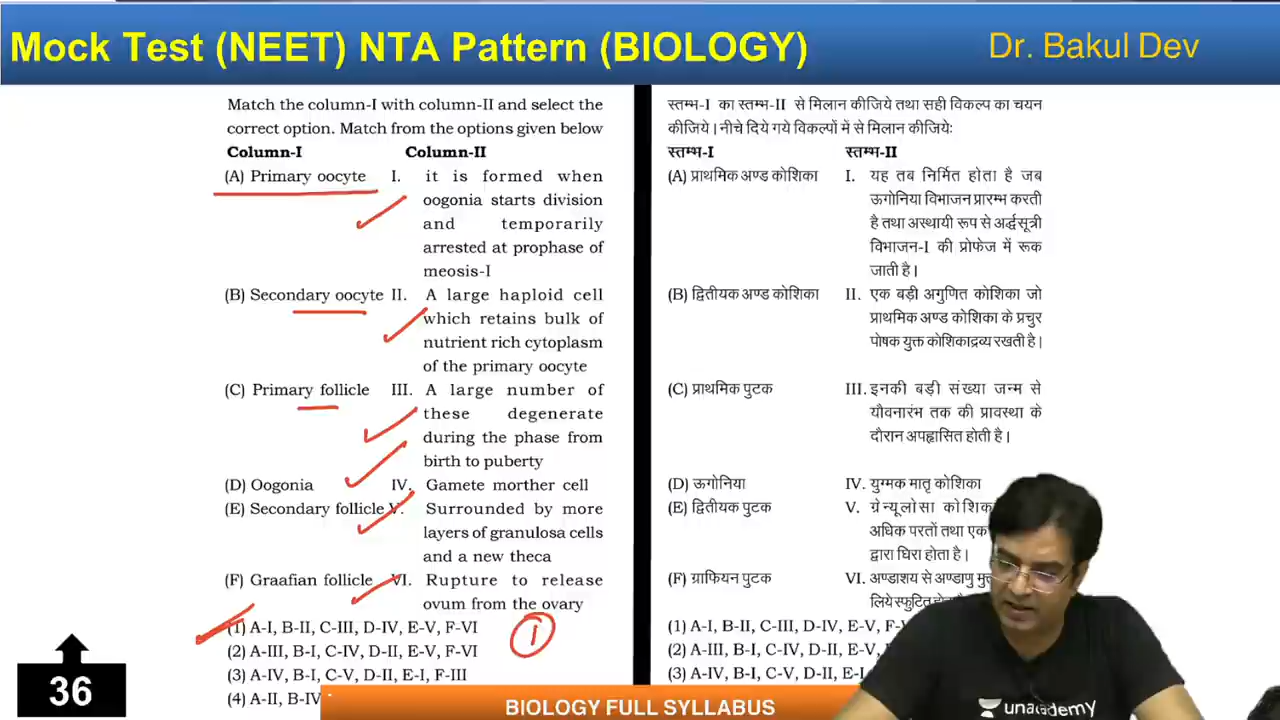 Mock Test (NEET) NTA Pattern (BIOLOGY)
Dr. Bakul Dev
Match the column-I with column-II and select the
correct option. Match from the options given below
Column-I Column-II
(A) Primary oocyte I. it is formed when
oogonia starts division
and temporarily
arrested at prophase of
meosis-I
(B) Secondary oocyte II. A large haploid cell
which retains bulk of
nutrient rich cytoplasm
of the primary oocyte
(C) Primary follicle III. A large number of
these degenerate
during the phase from
birth to puberty
(D) Oogonia IV. Gamete morther cell
(E) Secondary follicle V. Surrounded by more
layers of granulosa cells
and a new theca
(F) Graafian follicle VI. Rupture to release
ovum from the ovary
(1) A-I, B-II, C-III, D-IV, E-V, F-VI
(2) A-III, B-I, C-IV, D-II, E-V, F-VI
(3) A-IV, B-I, C-V, D-II, E-I, F-III
(4) A-II, B-IV
1
स्तम्भ-I का स्तम्भ-II से मिलान कीजिये तथा सही विकल्प का चयन
कीजिये। नीचे दिये गये विकल्पों में से मिलान कीजिये:
स्तम्भ-I स्तम्भ-II
(A) प्राथमिक अण्ड कोशिका I. यह तब निर्मित होता है जब
ऊगोनिया विभाजन प्रारम्भ करती
है तथा अस्थायी रूप से अर्द्धसूत्री
विभाजन-I की प्रोफेज में रूक
जाती है।
(B) द्वितीयक अण्ड कोशिका II. एक बड़ी अगुणित कोशिका जो
प्राथमिक अण्ड कोशिका के प्रचुर
पोषक युक्त कोशिकाद्रव्य रखती है।
(C) प्राथमिक पुटक III. इनकी बड़ी संख्या जन्म से
यौवनारंभ तक की प्रावस्था के
दौरान अपह्रासित होती है।
(D) ऊगोनिया IV. युग्मक मातृ कोशिका
(E) द्वितीयक पुटक V. ग्रेन्यूलोसा कोशिक
अधिक परतों तथा एक
द्वारा घिरा होता है।
(F) ग्राफियन पुटक VI. अण्डाशय से अण्डाणु मु
लिये स्फुटित
(1) A-I, B-II, C-III, D-IV, E-V, F-V
(2) A-III, B-I, C-IV, D-II, E-V,
(3) A-IV, B-I, C-V, D-II, E-I
36
BIOLOGY FULL SYLLABUS
unacademy